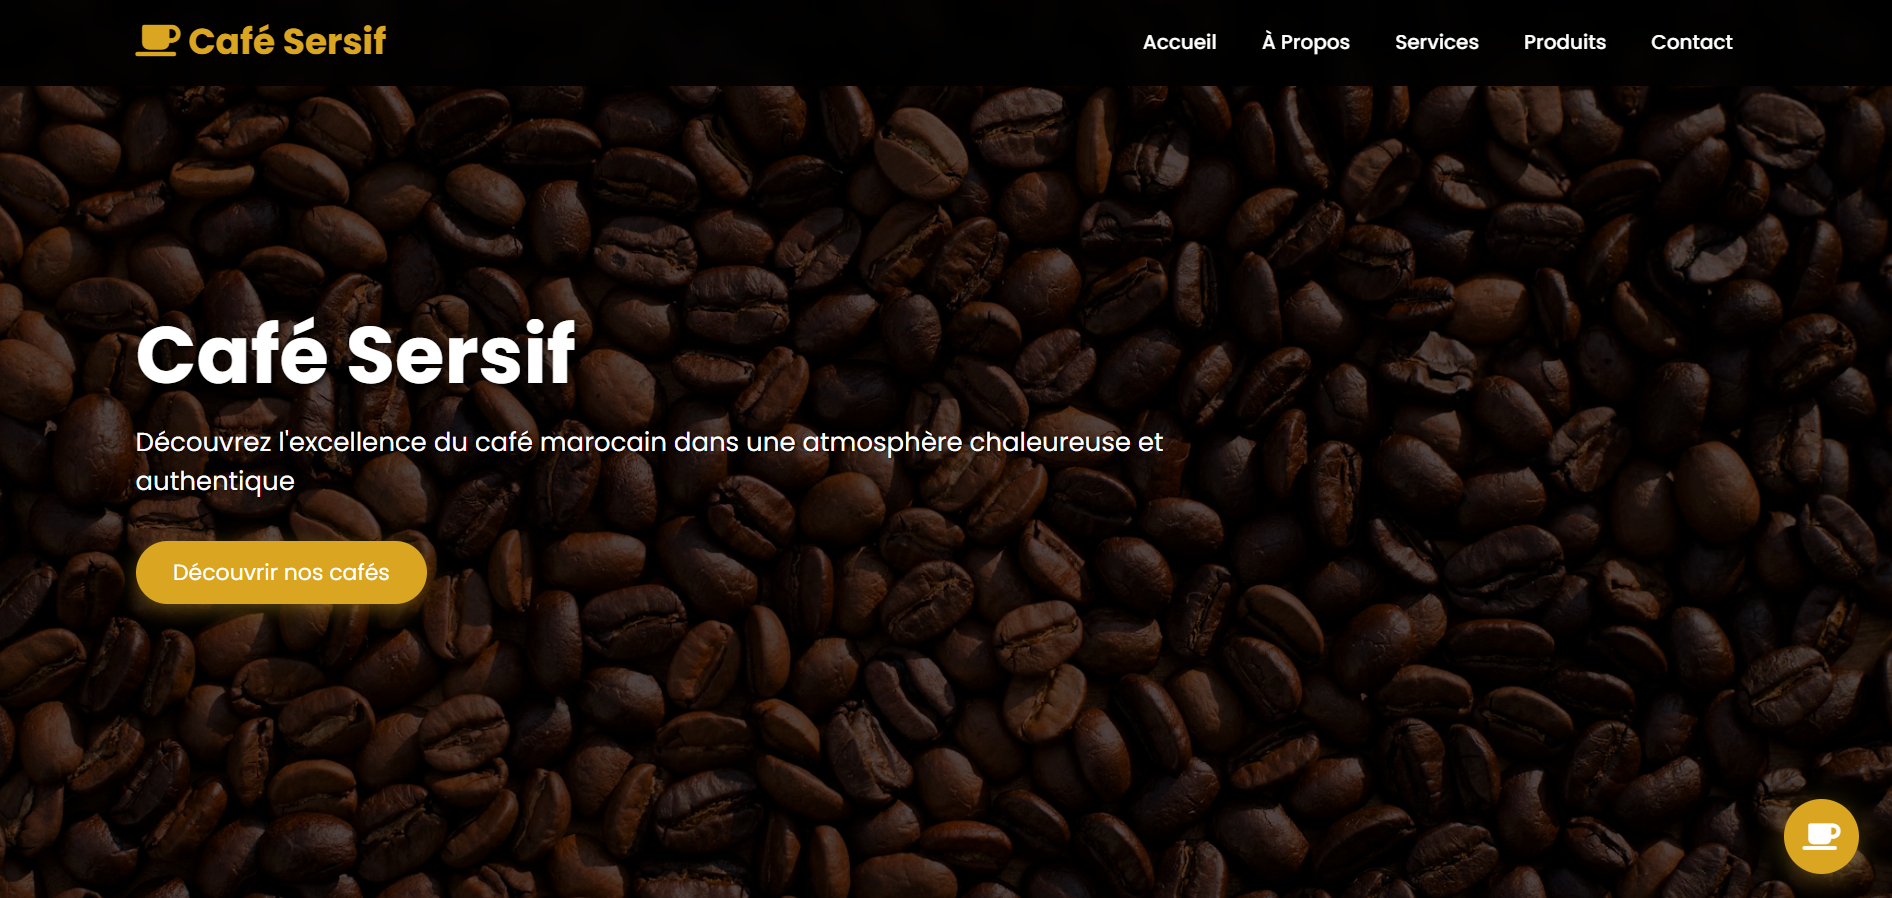 Café Sersif
Accueil
À Propos
Services
Produits
Contact
Café Sersif
Découvrez l'excellence du café marocain dans une atmosphère chaleureuse et
authentique
Découvrir nos cafés